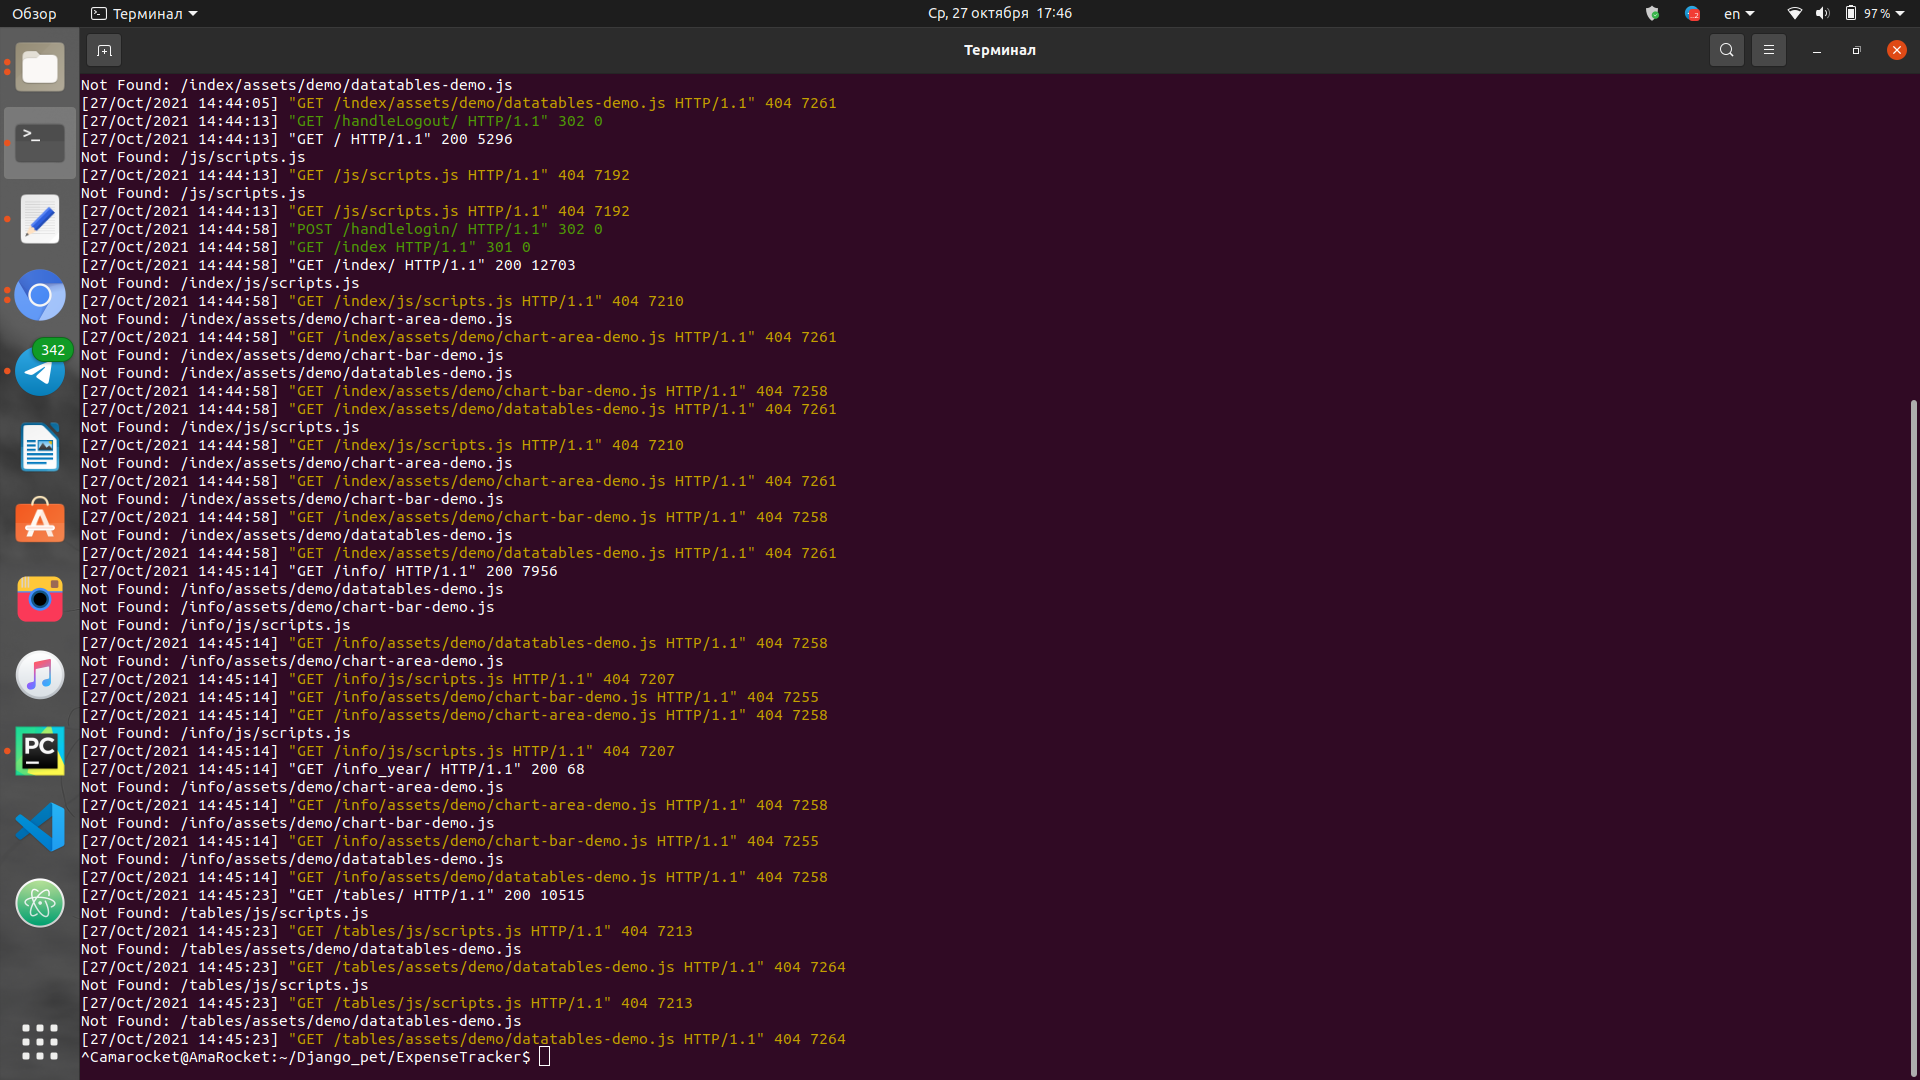 Обзор
Терминал
Ср, 27 октября 17:46
en
97 %
Терминал
342
PC
Not Found: /index/assets/demo/datatables-demo.js
[27/Oct/2021 14:44:05] "GET /index/assets/demo/datatables-demo.js HTTP/1.1" 404 7261
[27/Oct/2021 14:44:13] "GET /handleLogout/ HTTP/1.1" 302 0
[27/Oct/2021 14:44:13] "GET / HTTP/1.1" 200 5296
Not Found: /js/scripts.js
[27/Oct/2021 14:44:13] "GET /js/scripts.js HTTP/1.1" 404 7192
Not Found: /js/scripts.js
[27/Oct/2021 14:44:13] "GET /js/scripts.js HTTP/1.1" 404 7192
[27/Oct/2021 14:44:58] "POST /handlelogin/ HTTP/1.1" 302 0
[27/Oct/2021 14:44:58] "GET /index HTTP/1.1" 301 0
[27/Oct/2021 14:44:58] "GET /index/ HTTP/1.1" 200 12703
Not Found: /index/js/scripts.js
[27/Oct/2021 14:44:58] "GET /index/js/scripts.js HTTP/1.1" 404 7210
Not Found: /index/assets/demo/chart-area-demo.js
[27/Oct/2021 14:44:58] "GET /index/assets/demo/chart-area-demo.js HTTP/1.1" 404 7261
Not Found: /index/assets/demo/chart-bar-demo.js
Not Found: /index/assets/demo/datatables-demo.js
[27/Oct/2021 14:44:58] "GET /index/assets/demo/chart-bar-demo.js HTTP/1.1" 404 7258
[27/Oct/2021 14:44:58] "GET /index/assets/demo/datatables-demo.js HTTP/1.1" 404 7261
Not Found: /index/js/scripts.js
[27/Oct/2021 14:44:58] "GET /index/js/scripts.js HTTP/1.1" 404 7210
Not Found: /index/assets/demo/chart-area-demo.js
[27/Oct/2021 14:44:58] "GET /index/assets/demo/chart-area-demo.js HTTP/1.1" 404 7261
Not Found: /index/assets/demo/chart-bar-demo.js
[27/Oct/2021 14:44:58] "GET /index/assets/demo/chart-bar-demo.js HTTP/1.1" 404 7258
Not Found: /index/assets/demo/datatables-demo.js
[27/Oct/2021 14:44:58] "GET /index/assets/demo/datatables-demo.js HTTP/1.1" 404 7261
[27/Oct/2021 14:45:14] "GET /info/ HTTP/1.1" 200 7956
Not Found: /info/assets/demo/datatables-demo.js
Not Found: /info/assets/demo/chart-bar-demo.js
Not Found: /info/js/scripts.js
[27/Oct/2021 14:45:14] "GET /info/assets/demo/datatables-demo.js HTTP/1.1" 404 7258
Not Found: /info/assets/demo/chart-area-demo.js
[27/Oct/2021 14:45:14] "GET /info/js/scripts.js HTTP/1.1" 404 7207
[27/Oct/2021 14:45:14] "GET /info/assets/demo/chart-bar-demo.js HTTP/1.1" 404 7255
[27/Oct/2021 14:45:14] "GET /info/assets/demo/chart-area-demo.js HTTP/1.1" 404 7258
Not Found: /info/js/scripts.js
[27/Oct/2021 14:45:14] "GET /info/js/scripts.js HTTP/1.1" 404 7207
[27/Oct/2021 14:45:14] "GET /info_year/ HTTP/1.1" 200 68
Not Found: /info/assets/demo/chart-area-demo.js
[27/Oct/2021 14:45:14] "GET /info/assets/demo/chart-area-demo.js HTTP/1.1" 404 7258
Not Found: /info/assets/demo/chart-bar-demo.js
[27/Oct/2021 14:45:14] "GET /info/assets/demo/chart-bar-demo.js HTTP/1.1" 404 7255
Not Found: /info/assets/demo/datatables-demo.js
[27/Oct/2021 14:45:14] "GET /info/assets/demo/datatables-demo.js HTTP/1.1" 404 7258
[27/Oct/2021 14:45:23] "GET /tables/ HTTP/1.1" 200 10515
Not Found: /tables/js/scripts.js
[27/Oct/2021 14:45:23] "GET /tables/js/scripts.js HTTP/1.1" 404 7213
Not Found: /tables/assets/demo/datatables-demo.js
[27/Oct/2021 14:45:23] "GET /tables/assets/demo/datatables-demo.js HTTP/1.1" 404 7264
Not Found: /tables/js/scripts.js
[27/Oct/2021 14:45:23] "GET /tables/js/scripts.js HTTP/1.1" 404 7213
Not Found: /tables/assets/demo/datatables-demo.js
[27/Oct/2021 14:45:23] "GET /tables/assets/demo/datatables-demo.js HTTP/1.1" 404 7264
^Camarocket@AmaRocket:~/Django_pet/ExpenseTracker$